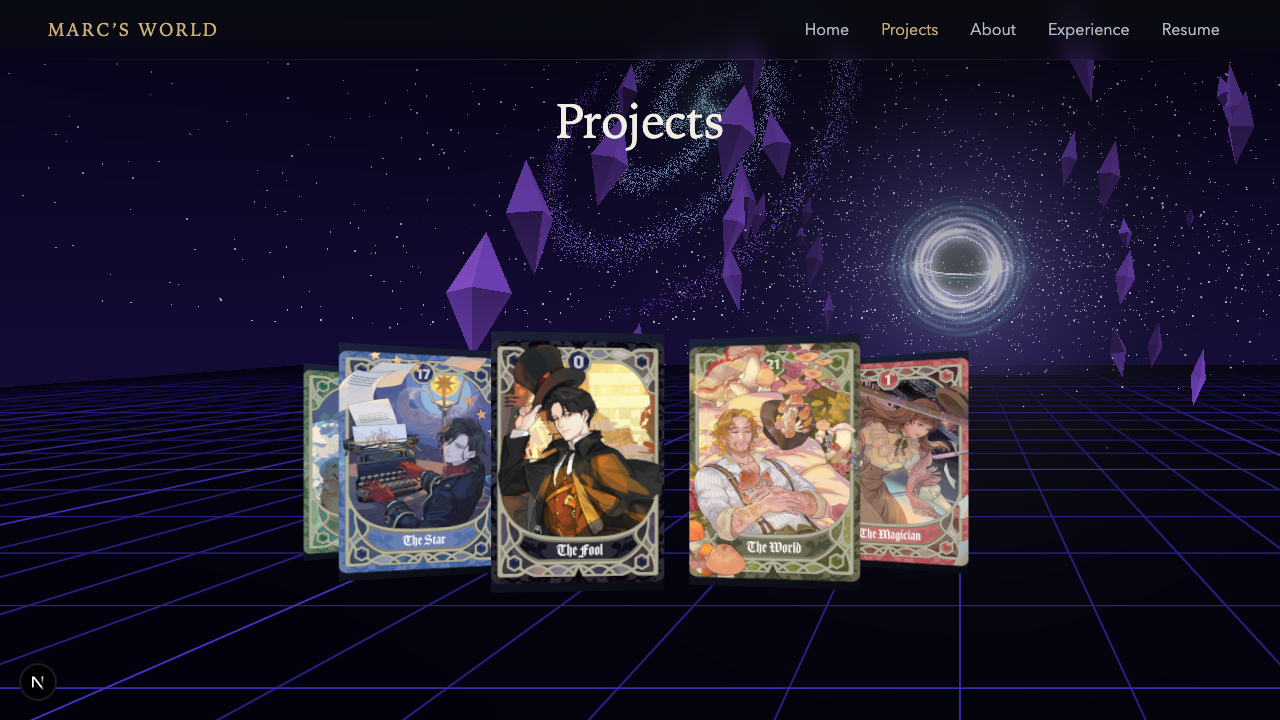 MARC'S WORLD
Home Projects About Experience Resume
Projects
17
0
21
1
The Star
The Fool
The World
The Magician
N